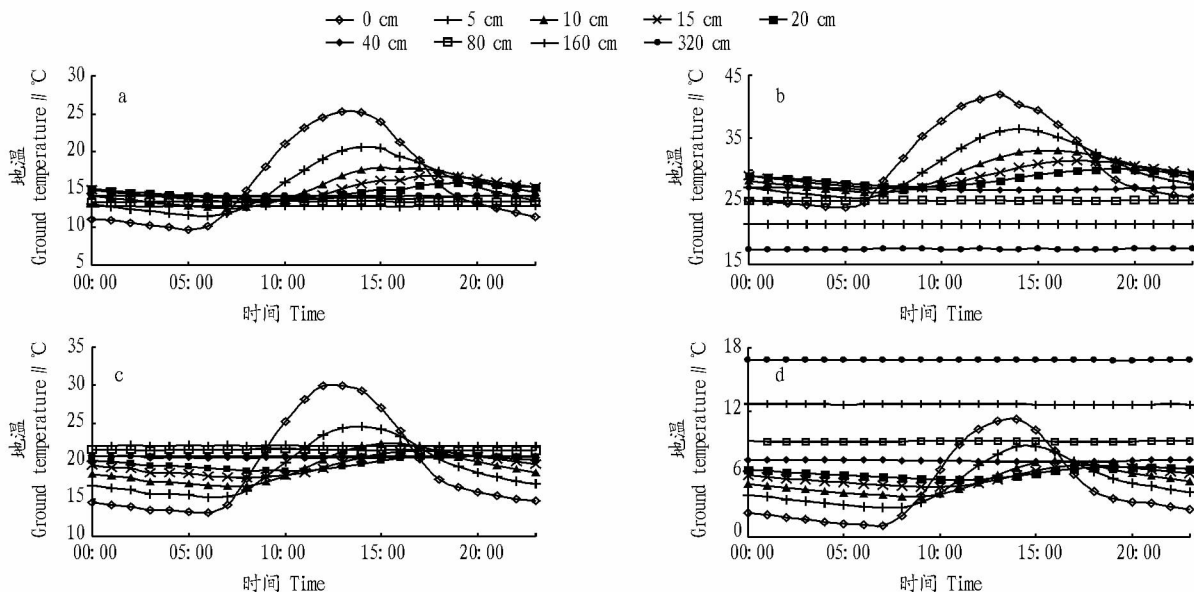 0 cm 5 cm 10 cm 15 cm 20 cm
40 cm 80 cm 160 cm 320 cm
地温
Ground temperature // ℃
30
25
20
15
10
5
a
00:00 05:00 10:00 15:00 20:00
时间 Time
地温
Ground temperature // ℃
45
35
25
15
b
00:00 05:00 10:00 15:00 20:00
时间 Time
地温
Ground temperature // ℃
35
30
25
20
15
10
c
00:00 05:00 10:00 15:00 20:00
时间 Time
地温
Ground temperature // ℃
18
12
6
0
d
00:00 05:00 10:00 15:00 20:00
时间 Time